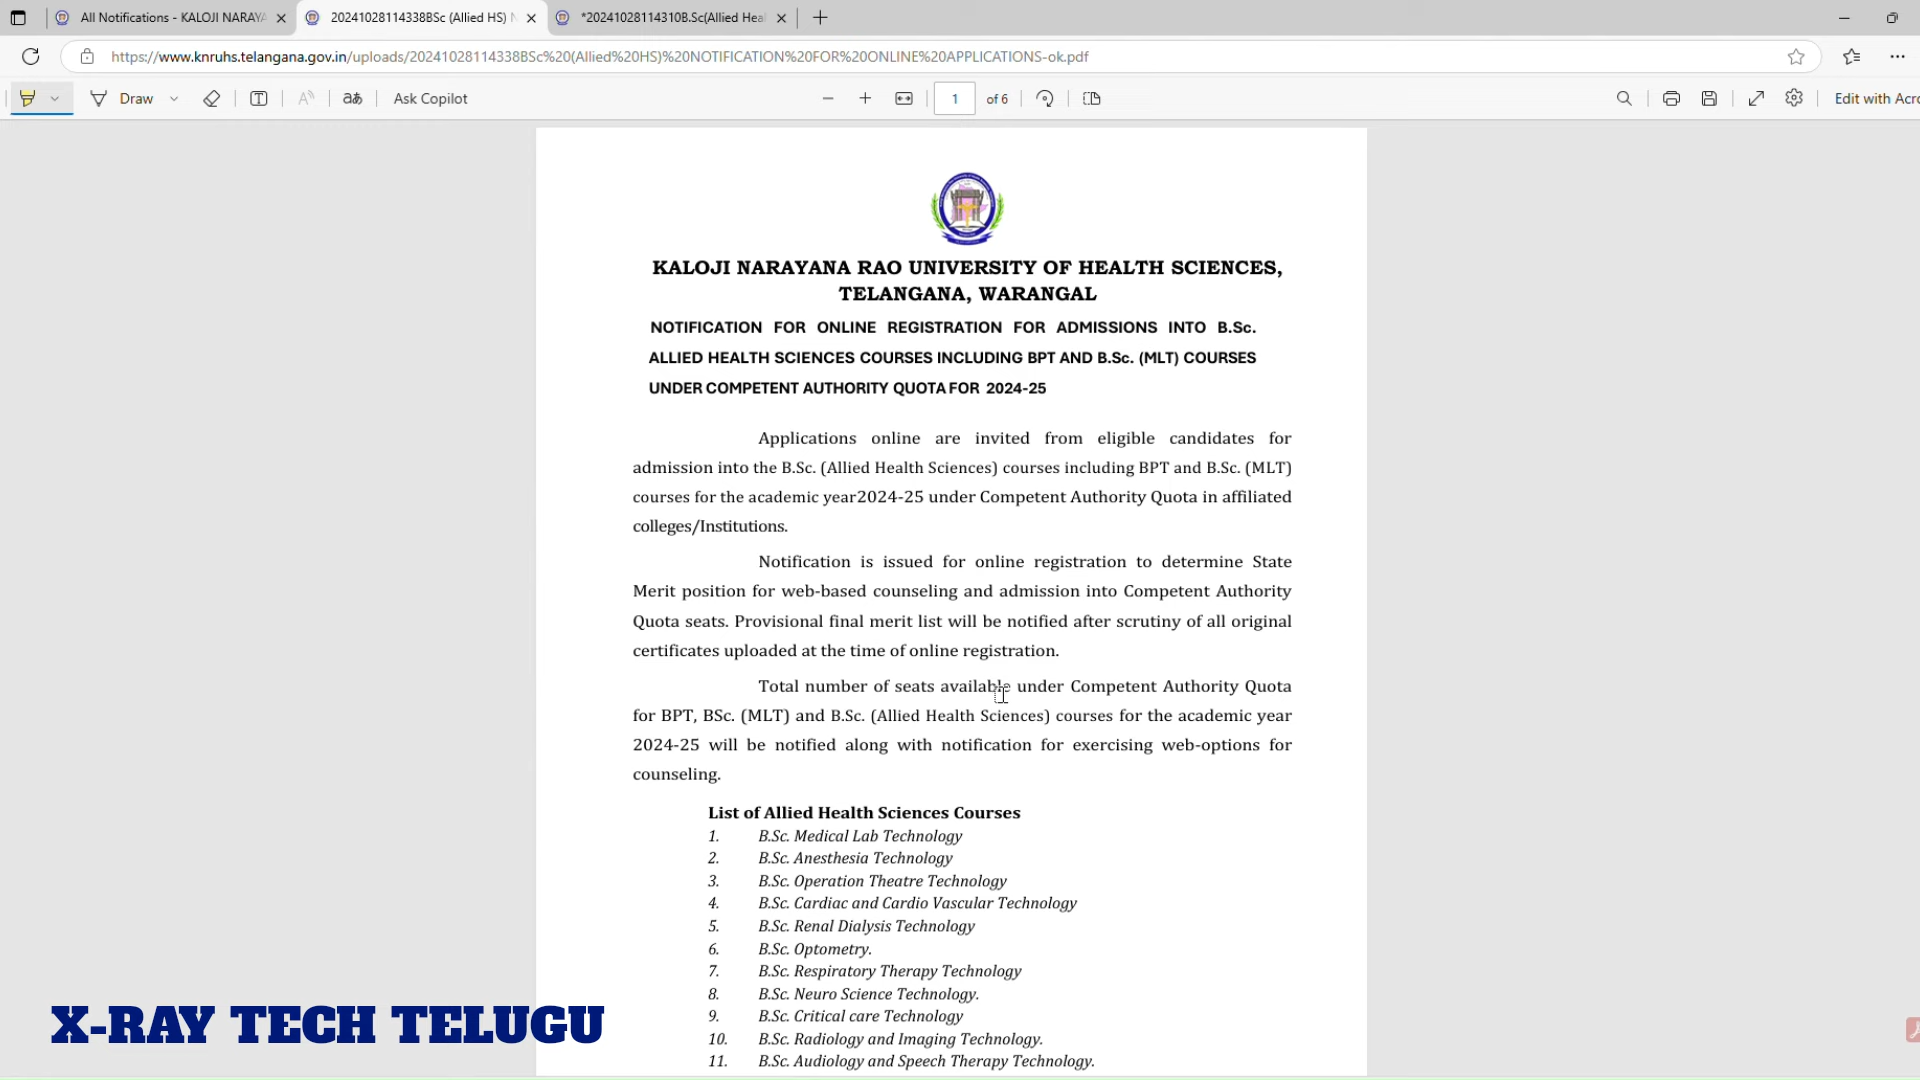 All Notifications - KALOJI NARAYA
20241028114338BSc (Allied HS) N
*20241028114310B.Sc(Allied Hea
https://www.knruhs.telangana.gov.in/uploads/20241028114338BSc%20(Allied%20HS)%20NOTIFICATION%20FOR%20ONLINE%20APPLICATIONS-ok.pdf
Draw
aあ
Ask Copilot
1 of 6
Edit with Acro
KALOJI NARAYANA RAO UNIVERSITY OF HEALTH SCIENCES,
TELANGANA, WARANGAL
NOTIFICATION FOR ONLINE REGISTRATION FOR ADMISSIONS INTO B.Sc.
ALLIED HEALTH SCIENCES COURSES INCLUDING BPT AND B.Sc. (MLT) COURSES
UNDER COMPETENT AUTHORITY QUOTA FOR 2024-25
Applications online are invited from eligible candidates for
admission into the B.Sc. (Allied Health Sciences) courses including BPT and B.Sc. (MLT)
courses for the academic year2024-25 under Competent Authority Quota in affiliated
colleges/Institutions.
Notification is issued for online registration to determine State
Merit position for web-based counseling and admission into Competent Authority
Quota seats. Provisional final merit list will be notified after scrutiny of all original
certificates uploaded at the time of online registration.
Total number of seats available under Competent Authority Quota
for BPT, BSc. (MLT) and B.Sc. (Allied Health Sciences) courses for the academic year
2024-25 will be notified along with notification for exercising web-options for
counseling.
List of Allied Health Sciences Courses
1. B.Sc. Medical Lab Technology
2. B.Sc. Anesthesia Technology
3. B.Sc. Operation Theatre Technology
4. B.Sc. Cardiac and Cardio Vascular Technology
5. B.Sc. Renal Dialysis Technology
6. B.Sc. Optometry.
7. B.Sc. Respiratory Therapy Technology
8. B.Sc. Neuro Science Technology.
9. B.Sc. Critical care Technology
10. B.Sc. Radiology and Imaging Technology.
11. B.Sc. Audiology and Speech Therapy Technology.
X-RAY TECH TELUGU